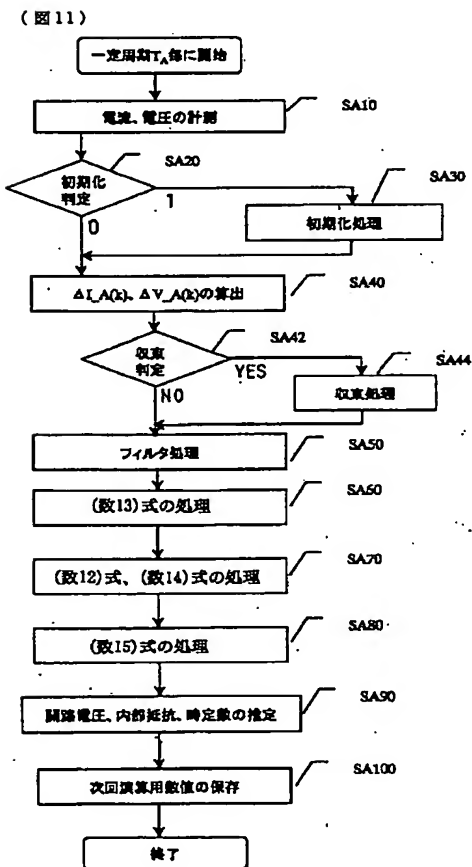 (図11)
一定周期T_A毎に開始
SA10
電流、電圧の計測
SA20
初期化
判定
1
0
SA30
初期化処理
SA40
ΔI_A(k)、ΔV_A(k)の算出
SA42
収束
判定
YES
NO
SA44
収束処理
SA50
フィルタ処理
SA60
(数13)式の処理
SA70
(数12)式、(数14)式の処理
SA80
(数15)式の処理
SA90
開路電圧、内部抵抗、時定数の推定
SA100
次回演算用数値の保存
終了